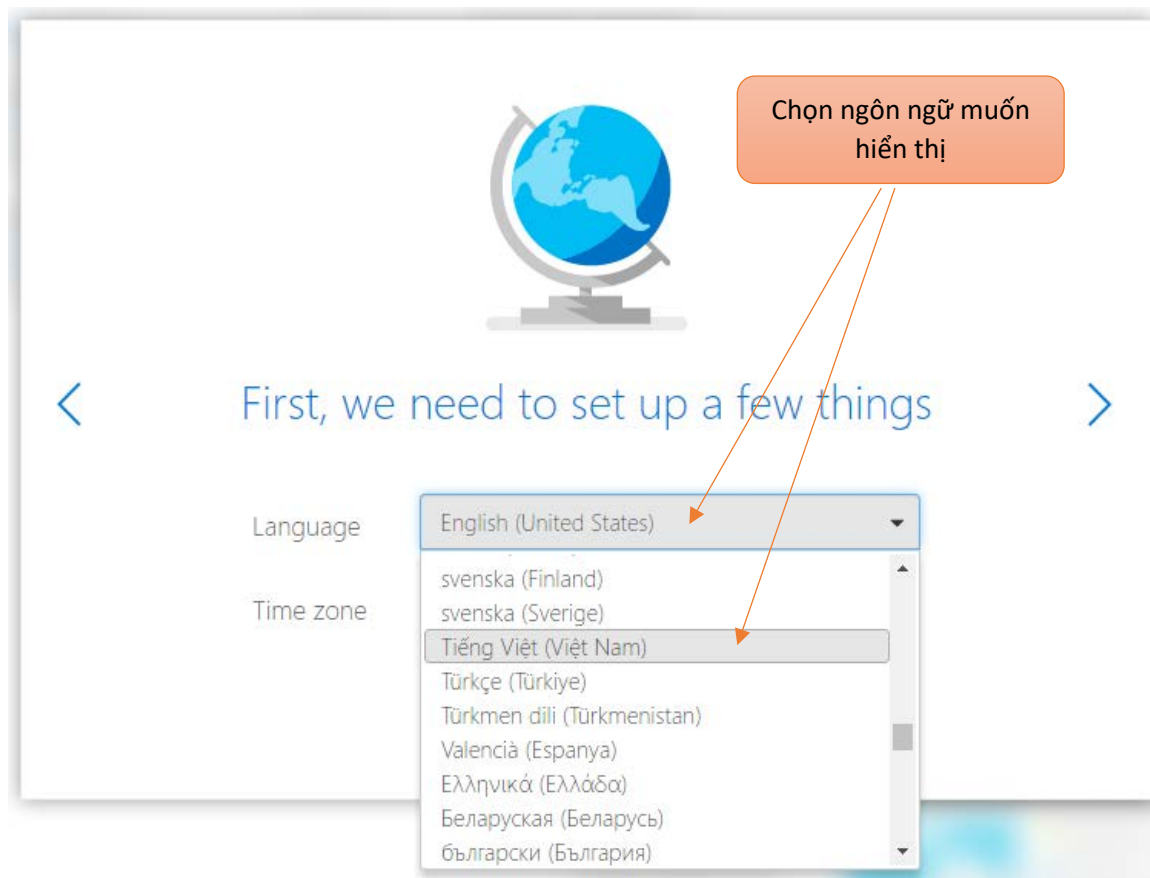 Chọn ngôn ngữ muốn
hiển thị
First, we need to set up a few things
Language
English (United States)
svenska (Finland)
svenska (Sverige)
Time zone
Tiếng Việt (Việt Nam)
Türkçe (Türkiye)
Türkmen dili (Türkmenistan)
Valencià (Espanya)
Ελληνικά (Ελλάδα)
Беларуская (Беларусь)
български (България)